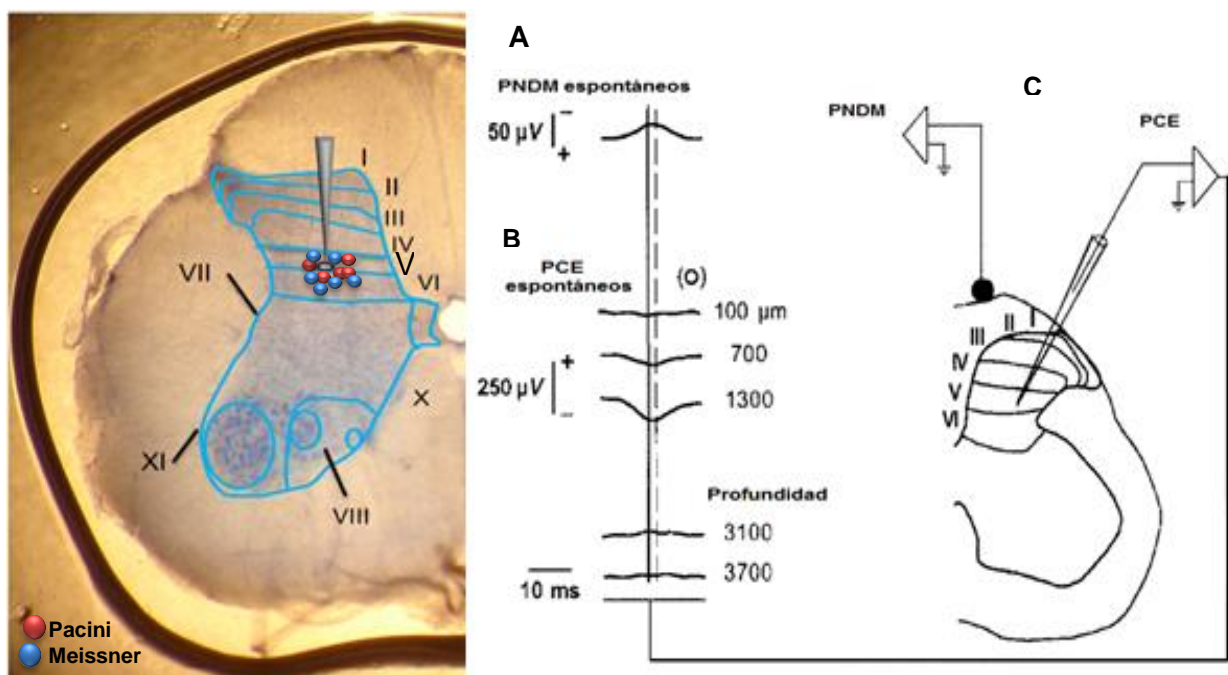 I
II
III
IV
V
VI
VII
X
XI
VIII
Pacini
Meissner
A
PNDM espontáneos
50 µV
−
+
B
PCE
espontáneos
(O)
100 µm
700
250 µV
+
−
1300
Profundidad
3100
3700
10 ms
C
PNDM
PCE
I
II
III
IV
V
VI